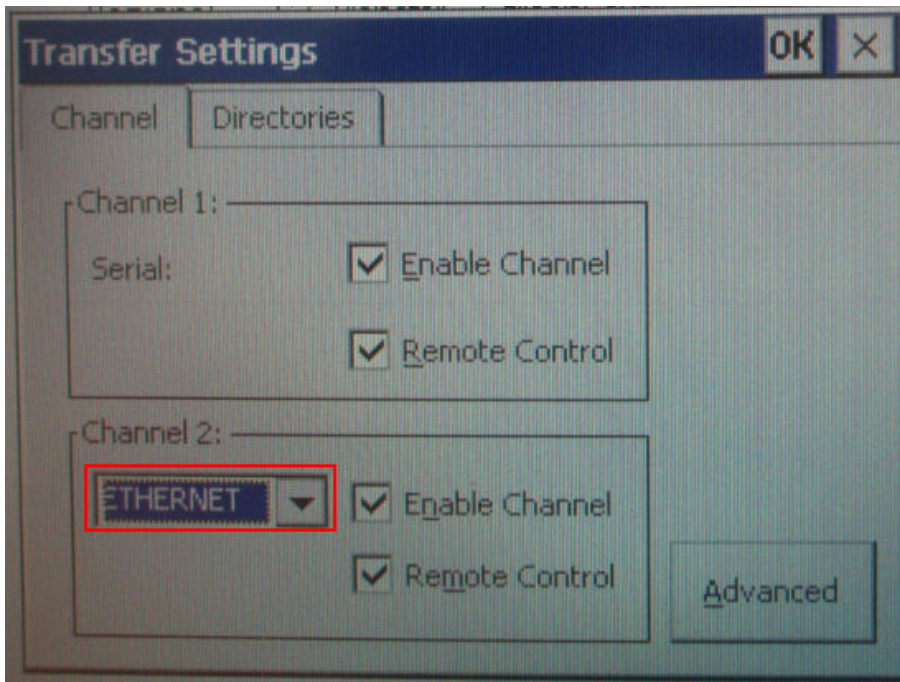 Transfer Settings OK ×
Channel Directories
Channel 1:
Serial: Enable Channel
Remote Control
Channel 2:
ETHERNET Enable Channel
Remote Control
Advanced